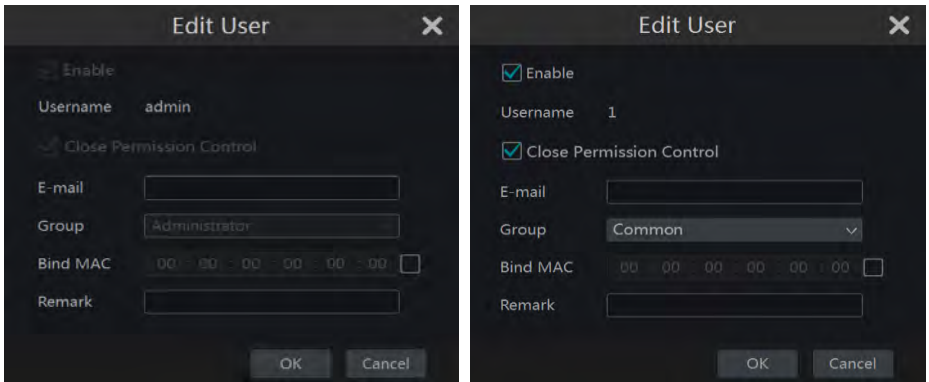 Edit User
Enable
Username admin
Close Permission Control
E-mail
Group Administrator
Bind MAC 00 - 00 - 00 - 00 - 00 - 00
Remark
OK Cancel
Edit User
Enable
Username 1
Close Permission Control
E-mail
Group Common
Bind MAC 00 - 00 - 00 - 00 - 00 - 00
Remark
OK Cancel